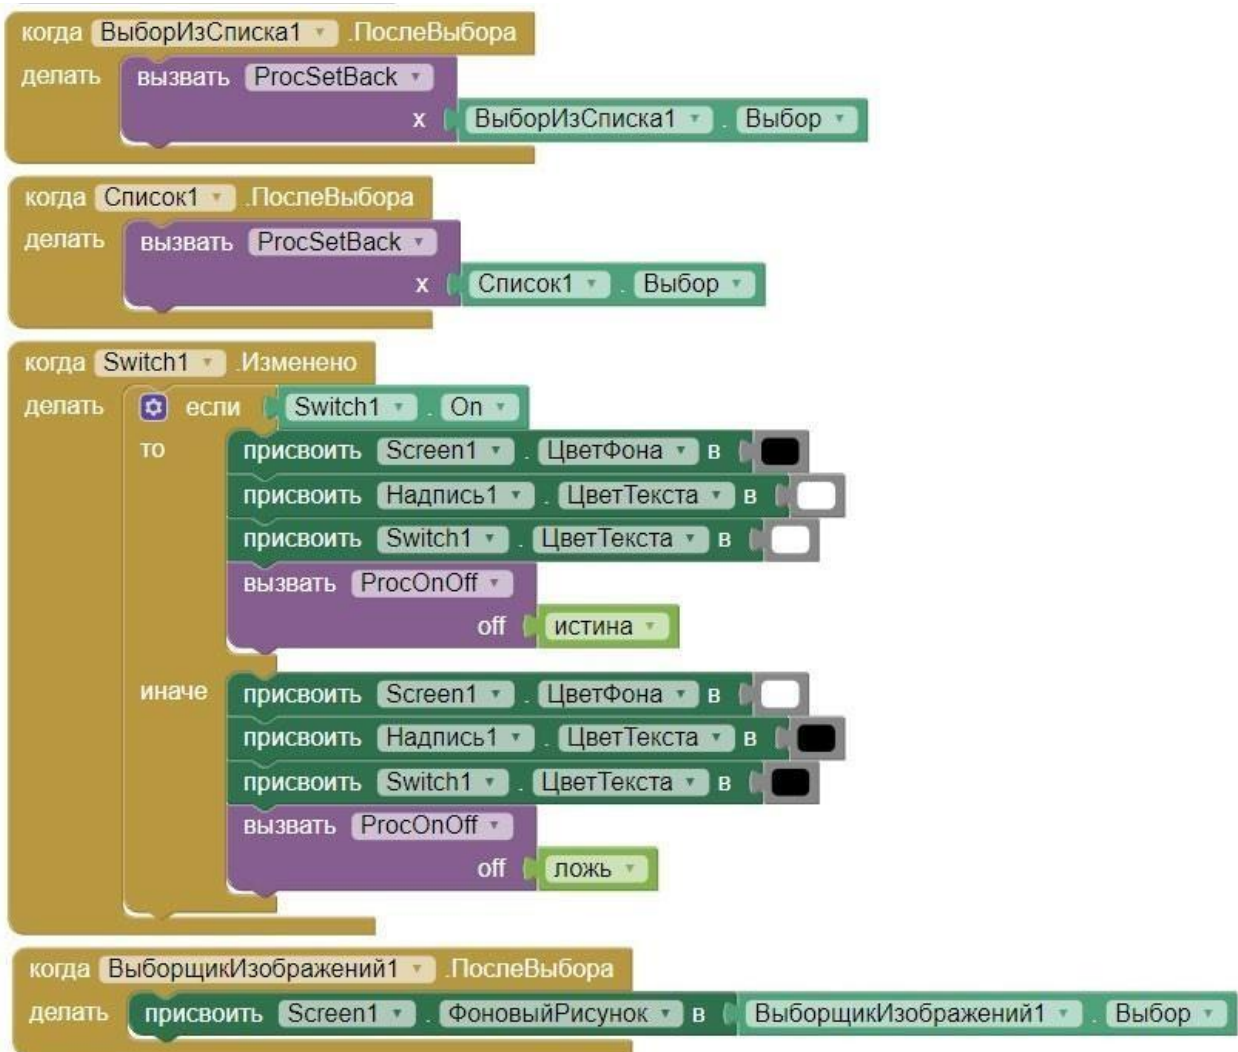 когда ВыборИзСписка1 .ПослеВыбора
делать вызвать ProcSetBack
x ВыборИзСписка1 . Выбор
когда Список1 .ПослеВыбора
делать вызвать ProcSetBack
x Список1 . Выбор
когда Switch1 .Изменено
делать если Switch1 . On
то присвоить Screen1 . ЦветФона в
присвоить Надпись1 . ЦветТекста в
присвоить Switch1 . ЦветТекста в
вызвать ProcOnOff
off истина
иначе присвоить Screen1 . ЦветФона в
присвоить Надпись1 . ЦветТекста в
присвоить Switch1 . ЦветТекста в
вызвать ProcOnOff
off ложь
когда ВыборщикИзображений1 .ПослеВыбора
делать присвоить Screen1 . ФоновыйРисунок в ВыборщикИзображений1 . Выбор